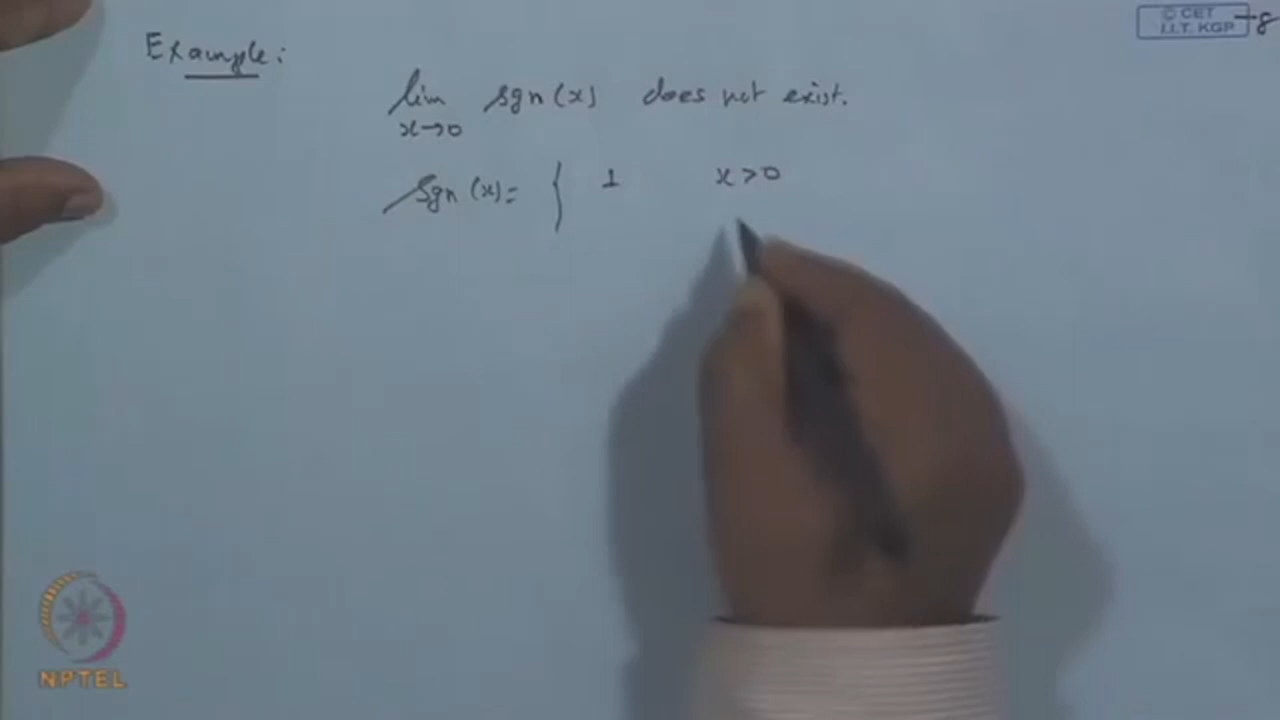 © CET
I.I.T. KGP
Example:
lim sgn(x) does not exist.
x→0
Sgn (x) = { 1 x>0
NPTEL